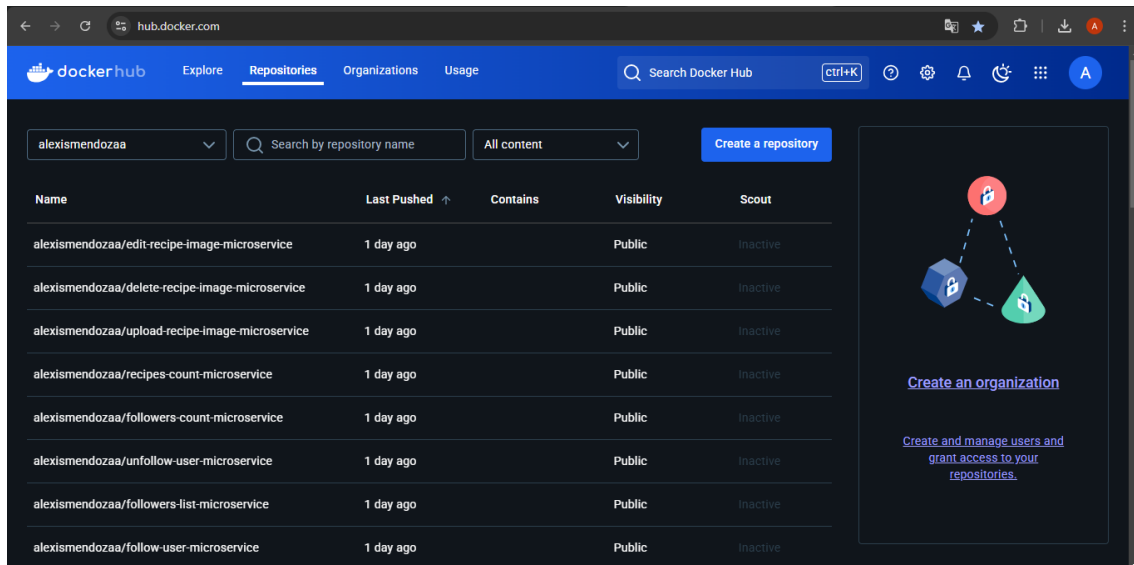 hub.docker.com
A
dockerhub Explore Repositories Organizations Usage Search Docker Hub ctrl+K A
alexismendozaa Search by repository name All content Create a repository
Name Last Pushed Contains Visibility Scout
alexismendozaa/edit-recipe-image-microservice 1 day ago Public Inactive
alexismendozaa/delete-recipe-image-microservice 1 day ago Public Inactive
alexismendozaa/upload-recipe-image-microservice 1 day ago Public Inactive
alexismendozaa/recipes-count-microservice 1 day ago Public Inactive
alexismendozaa/followers-count-microservice 1 day ago Public Inactive
alexismendozaa/unfollow-user-microservice 1 day ago Public Inactive
alexismendozaa/followers-list-microservice 1 day ago Public Inactive
alexismendozaa/follow-user-microservice 1 day ago Public Inactive
Create an organization
Create and manage users and
grant access to your
repositories.